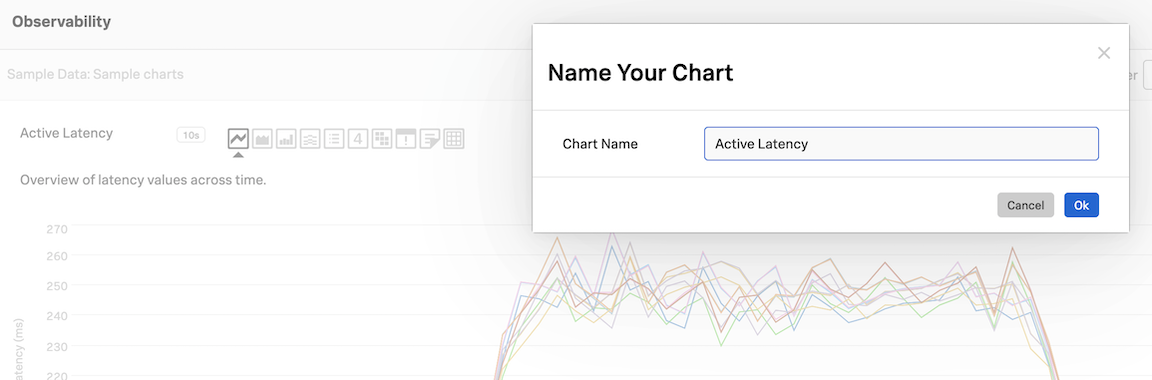 Observability
Sample Data: Sample charts
Name Your Chart
Chart Name
Active Latency
Cancel
Ok
Active Latency
10s
4
Overview of latency values across time.
270
260
250
240
230
220
(ms)